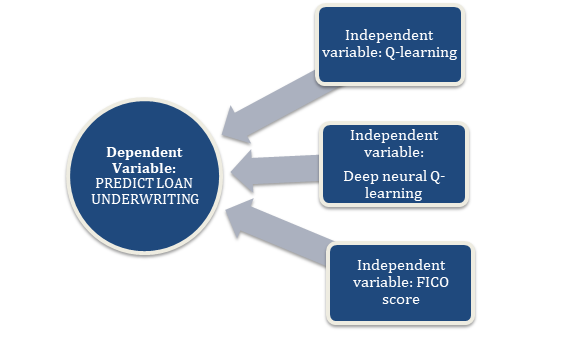 Independent
variable: Q-learning
Dependent
Variable:
PREDICT LOAN
UNDERWRITING
Independent
variable:
Deep neural Q-
learning
Independent
variable: FICO
score